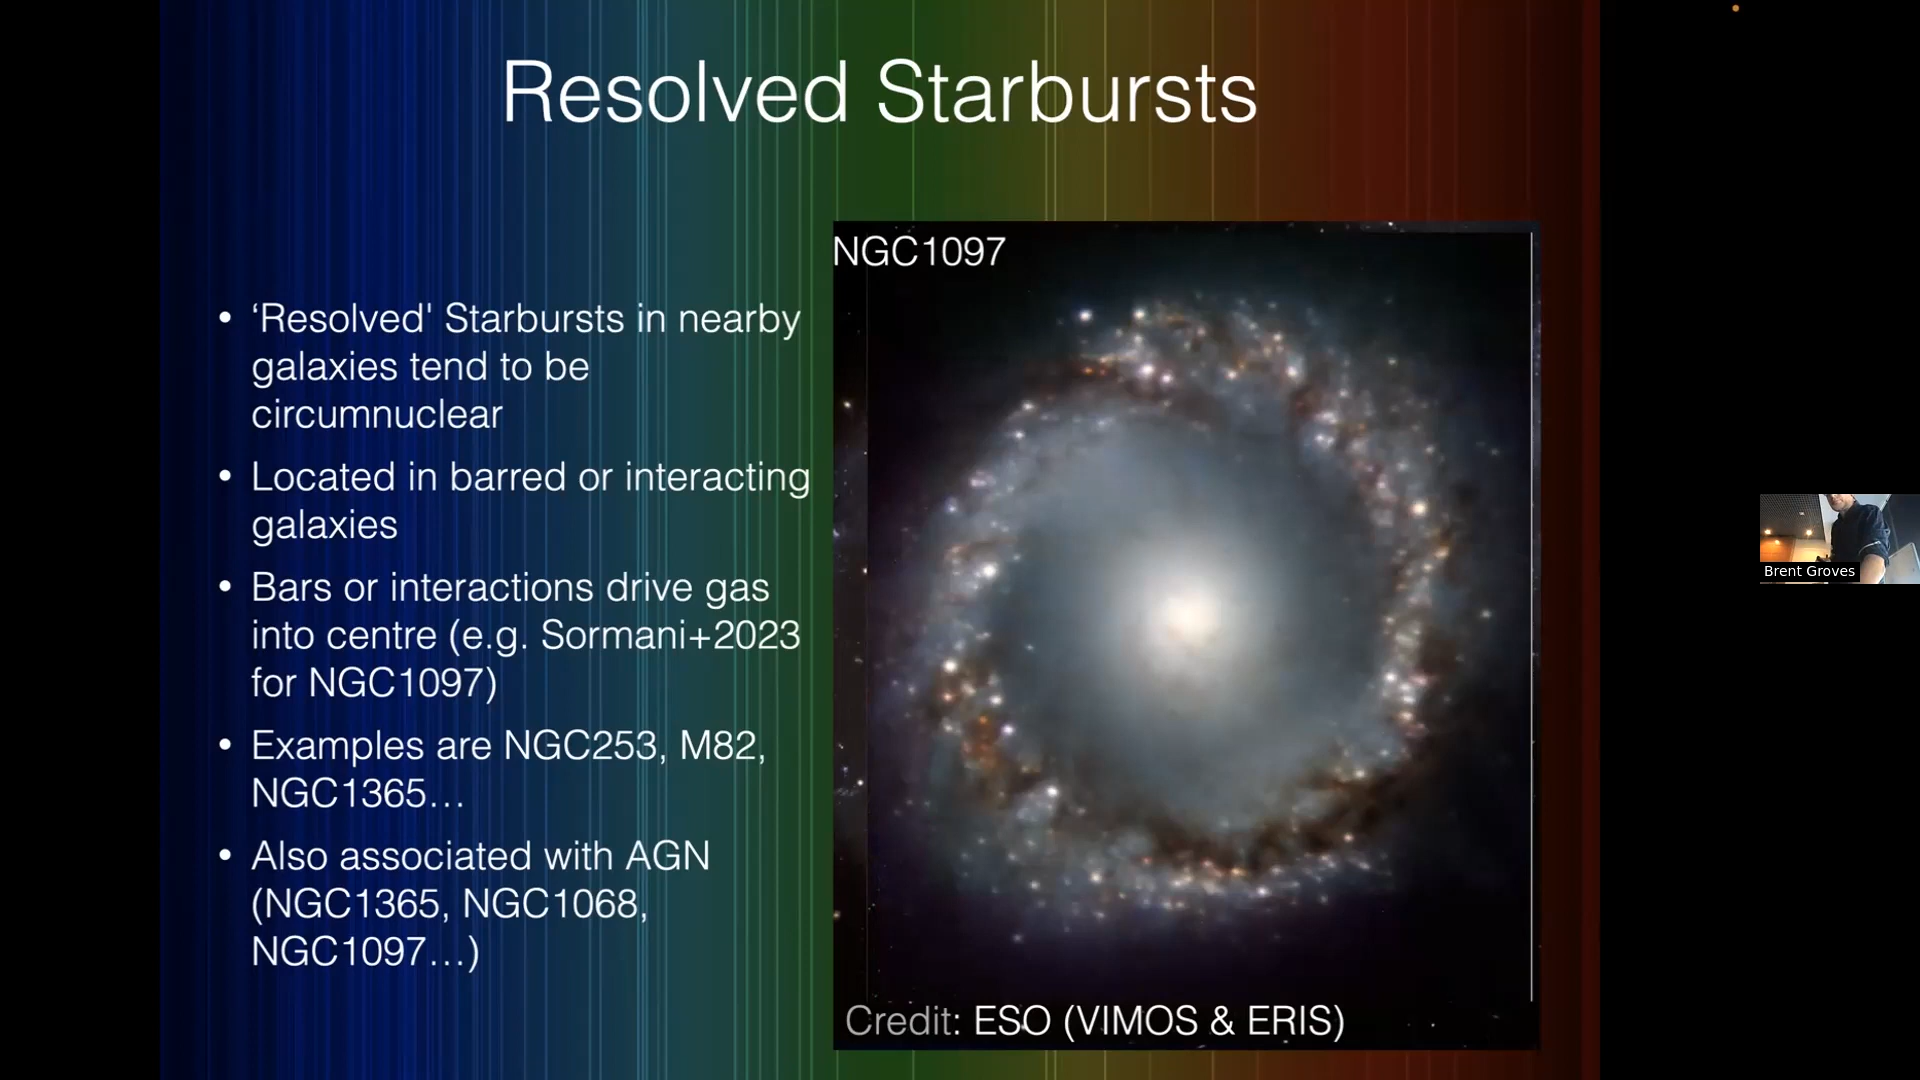 Resolved Starbursts
NGC1097
• ‘Resolved' Starbursts in nearby
galaxies tend to be
circumnuclear
• Located in barred or interacting
galaxies
• Bars or interactions drive gas
into centre (e.g. Sormani+2023
for NGC1097)
• Examples are NGC253, M82,
NGC1365…
• Also associated with AGN
(NGC1365, NGC1068,
NGC1097…)
Credit: ESO (VIMOS & ERIS)
Brent Groves